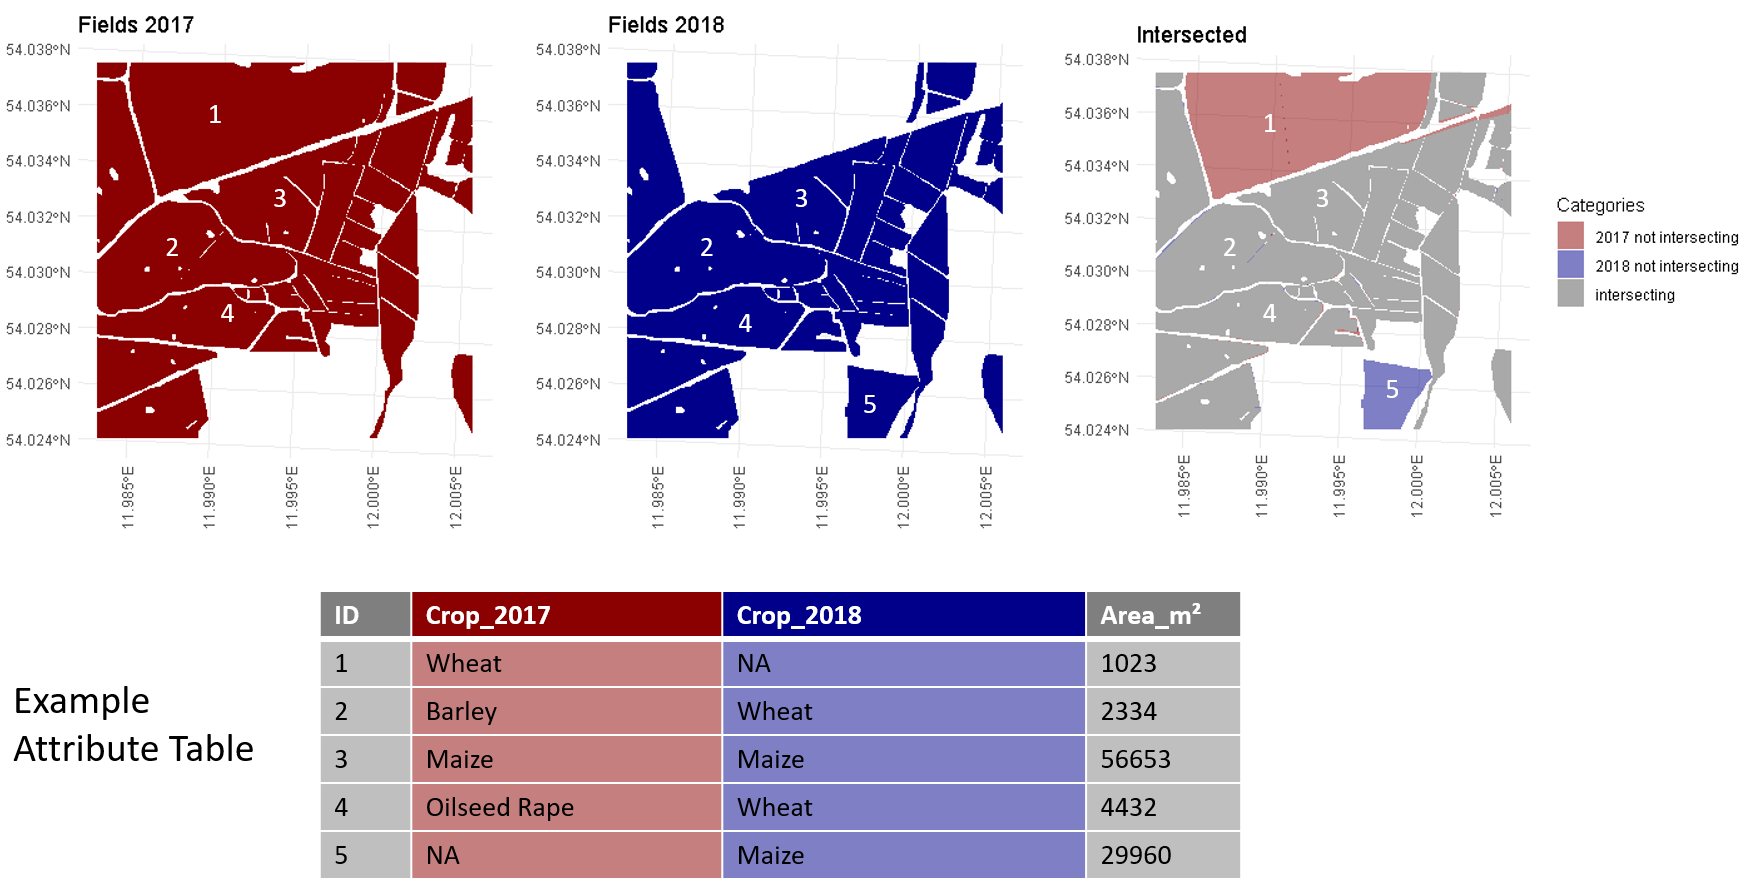 Fields 2017
54.038°N
54.036°N
54.034°N
54.032°N
54.030°N
54.028°N
54.026°N
54.024°N
1
3
2
4
11.985°E
11.990°E
11.995°E
12.000°E
12.005°E
Fields 2018
54.038°N
54.036°N
54.034°N
54.032°N
54.030°N
54.028°N
54.026°N
54.024°N
3
2
4
5
11.985°E
11.990°E
11.995°E
12.000°E
12.005°E
Intersected
54.038°N
54.036°N
54.034°N
54.032°N
54.030°N
54.028°N
54.026°N
54.024°N
1
3
2
4
5
11.985°E
11.990°E
11.995°E
12.000°E
12.005°E
Categories
2017 not intersecting
2018 not intersecting
intersecting
Example
Attribute Table
ID Crop_2017 Crop_2018 Area_m²
1 Wheat NA 1023
2 Barley Wheat 2334
3 Maize Maize 56653
4 Oilseed Rape Wheat 4432
5 NA Maize 29960